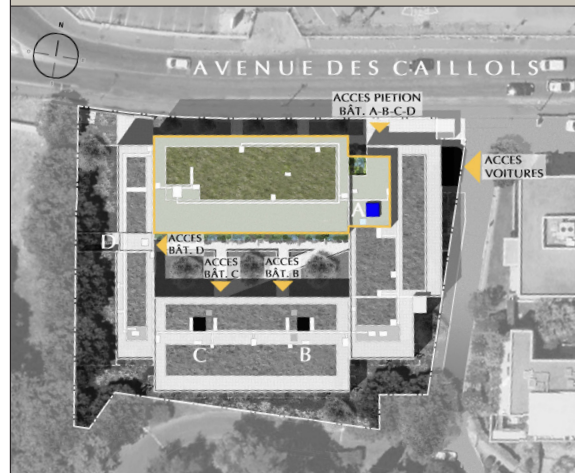 N
AVENUE DES CAILLOLS
ACCES PIETION
BÂT. A-B-C-D
ACCES
VOITURES
A
D
ACCES
BÂT. D
ACCES
BÂT. C
ACCES
BÂT. B
C
B